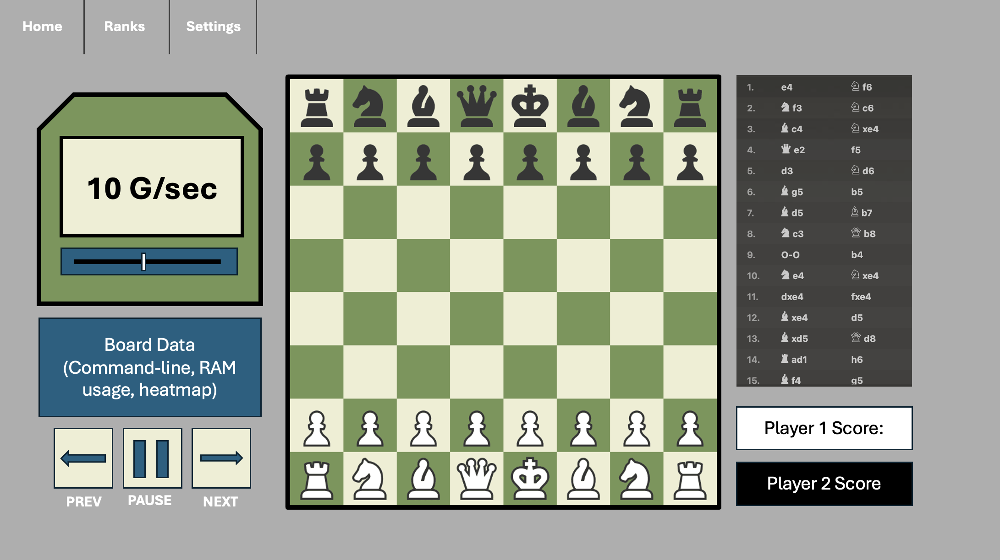 Home Ranks Settings
10 G/sec
Board Data
(Command-line, RAM
usage, heatmap)
PREV PAUSE NEXT
1. e4 ♘ f6
2. ♞ f3 ♘ c6
3. ♝ c4 ♘ xe4
4. ♛ e2 f5
5. d3 ♘ d6
6. ♝ g5 b5
7. ♝ d5 ♗ b7
8. ♞ c3 ♕ b8
9. O-O b4
10. ♞ e4 ♘ xe4
11. dxe4 fxe4
12. ♝ xe4 d5
13. ♝ xd5 ♕ d8
14. ♜ ad1 h6
15. ♝ f4 g5
Player 1 Score:
Player 2 Score